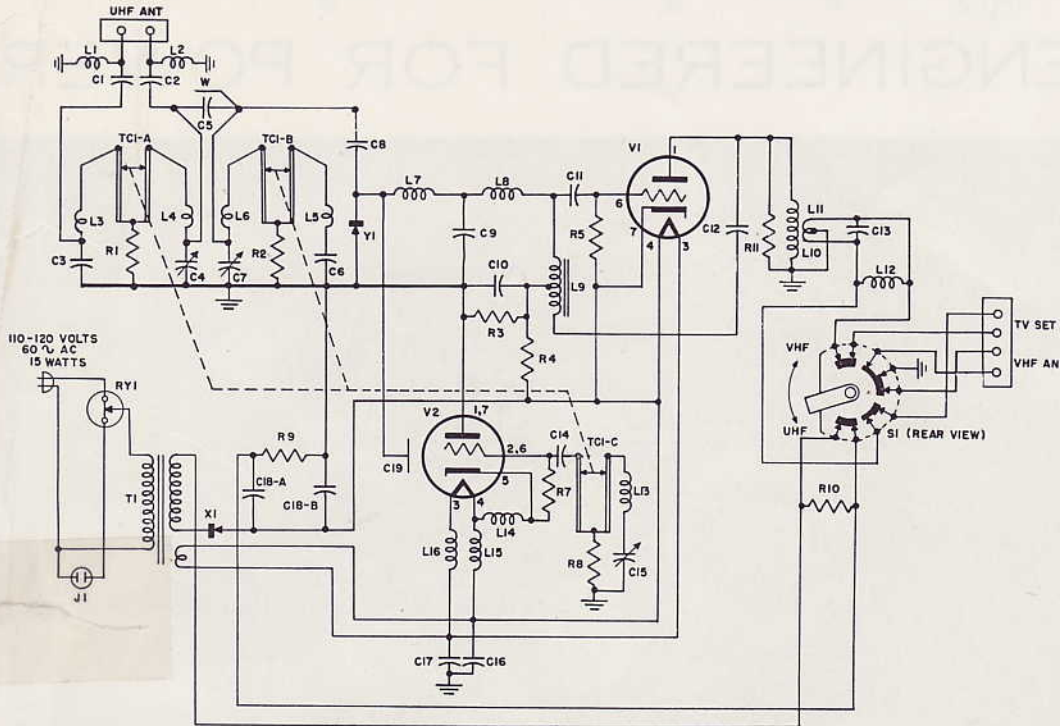 UHF ANT
L1
L2
C1
C2
W
C5
TC1-A
TC1-B
C8
V1
1
L3
L4
L6
L5
L7
L8
C11
6
7
4
3
R5
C12
R11
L11
L10
C13
C3
R1
C4
C7
R2
C6
Y1
C9
C10
L9
L12
R3
R4
TV SET
VHF AN
110-120 VOLTS
60 ~ AC
15 WATTS
RY1
VHF
UHF
S1 (REAR VIEW)
V2
1,7
2,6
5
3
4
C19
C14
TC1-C
R7
L13
L14
R9
C18-A
C18-B
T1
X1
L16
L15
R8
C15
R10
J1
C17
C16
ENGINEERED FOR